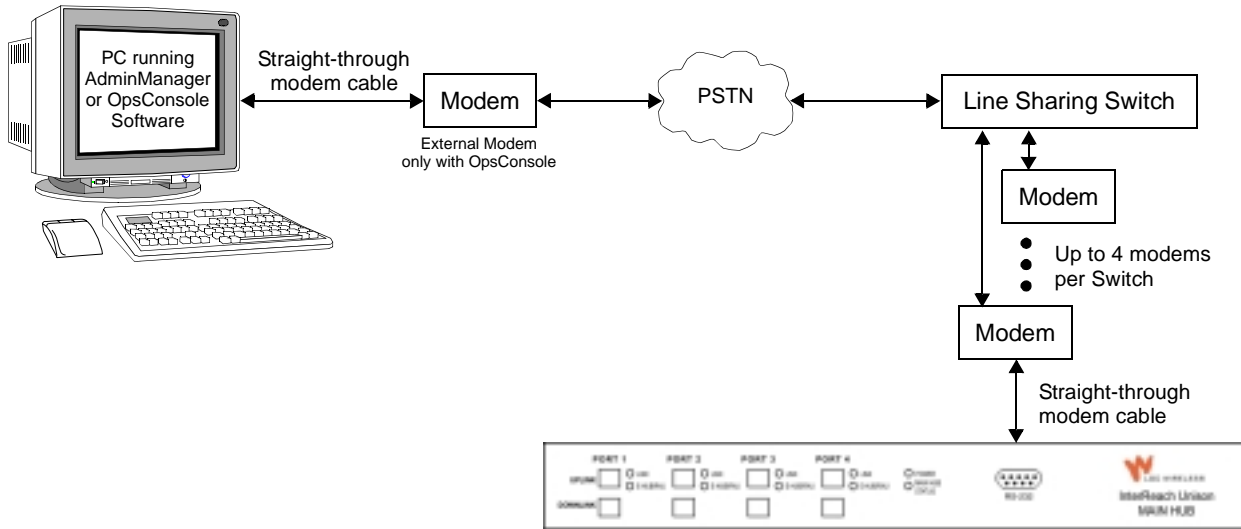 PC running
AdminManager
or OpsConsole
Software
Straight-through
modem cable
Modem
External Modem
only with OpsConsole
PSTN
Line Sharing Switch
Modem
Up to 4 modems
per Switch
Modem
Straight-through
modem cable
PORT 1 PORT 2 PORT 3 PORT 4
UPLINK
DOWNLINK
RS-232
LGC WIRELESS
InterReach Unison
MAIN HUB